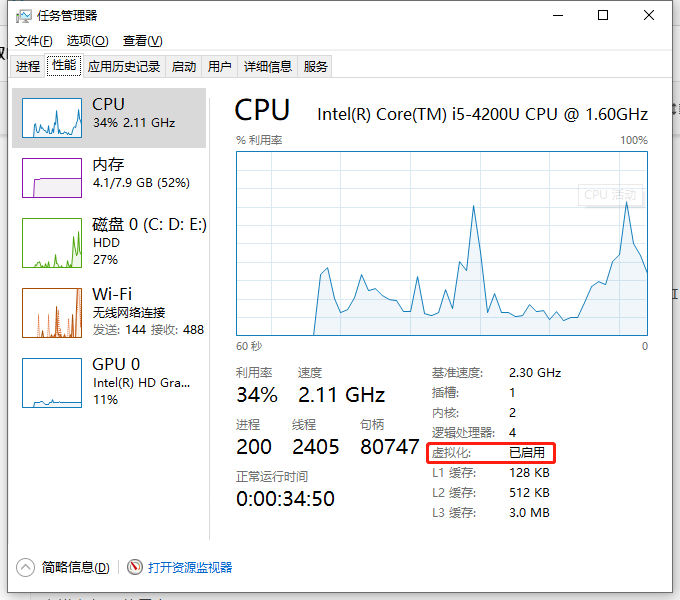 任务管理器
文件(F) 选项(O) 查看(V)
进程 性能 应用历史记录 启动 用户 详细信息 服务
CPU
34% 2.11 GHz
内存
4.1/7.9 GB (52%)
磁盘 0 (C: D: E:)
HDD
27%
Wi-Fi
无线网络连接
发送: 144 接收: 488
GPU 0
Intel(R) HD Gra...
11%
CPU Intel(R) Core(TM) i5-4200U CPU @ 1.60GHz
% 利用率 100%
CPU 活动
60 秒 0
利用率 速度
34% 2.11 GHz
进程 线程 句柄
200 2405 80747
正常运行时间
0:00:34:50
基准速度: 2.30 GHz
插槽: 1
内核: 2
逻辑处理器: 4
虚拟化: 已启用
L1 缓存: 128 KB
L2 缓存: 512 KB
L3 缓存: 3.0 MB
简略信息(D) 打开资源监视器